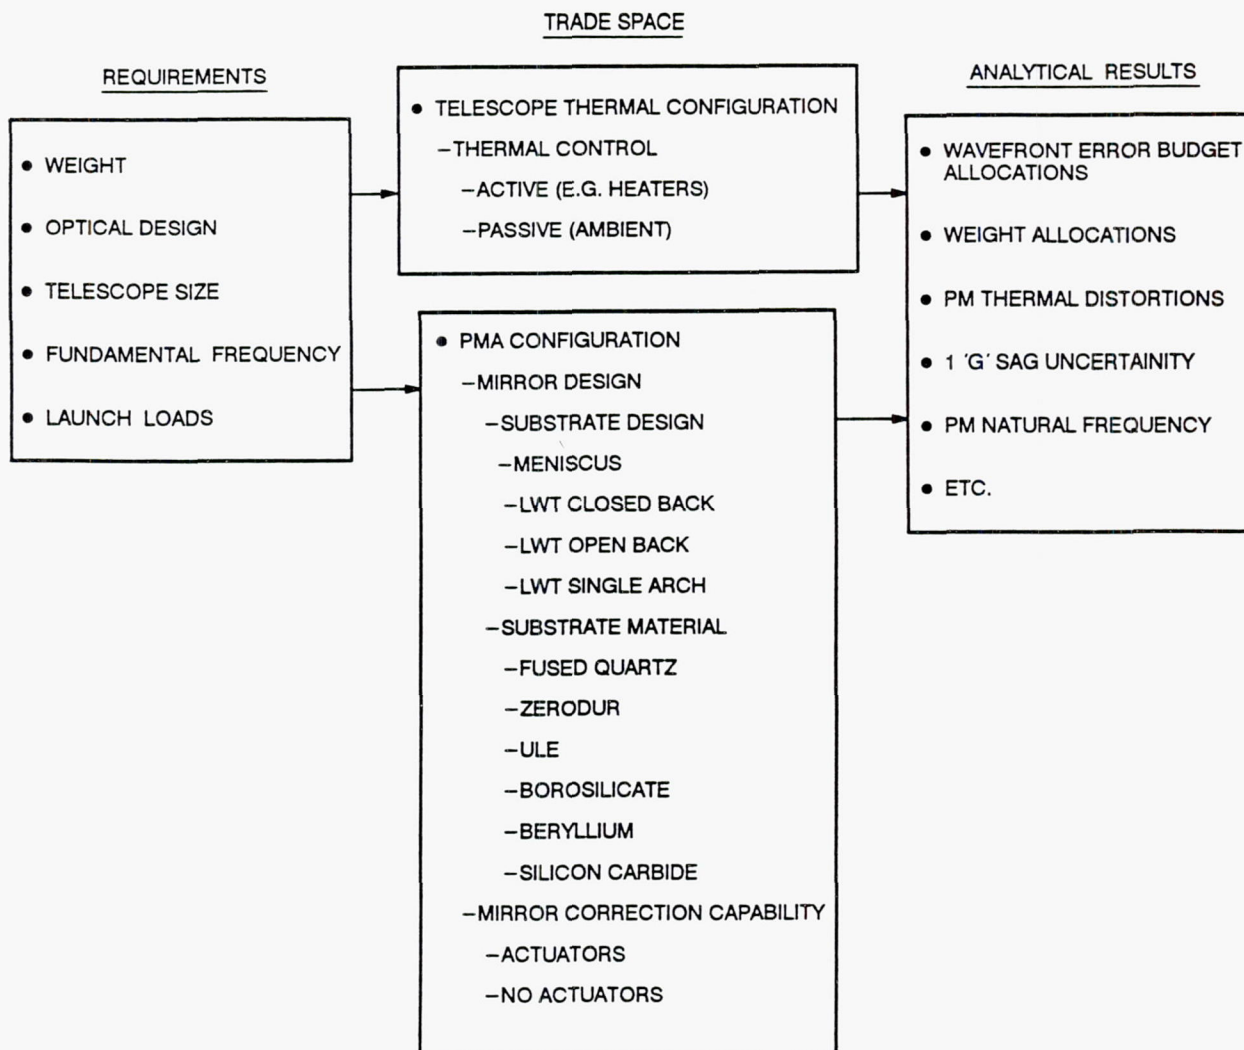 TRADE SPACE
REQUIREMENTS
• WEIGHT
• OPTICAL DESIGN
• TELESCOPE SIZE
• FUNDAMENTAL FREQUENCY
• LAUNCH LOADS
• TELESCOPE THERMAL CONFIGURATION
–THERMAL CONTROL
–ACTIVE (E.G. HEATERS)
–PASSIVE (AMBIENT)
• PMA CONFIGURATION
–MIRROR DESIGN
–SUBSTRATE DESIGN
–MENISCUS
–LWT CLOSED BACK
–LWT OPEN BACK
–LWT SINGLE ARCH
–SUBSTRATE MATERIAL
–FUSED QUARTZ
–ZERODUR
–ULE
–BOROSILICATE
–BERYLLIUM
–SILICON CARBIDE
–MIRROR CORRECTION CAPABILITY
–ACTUATORS
–NO ACTUATORS
ANALYTICAL RESULTS
• WAVEFRONT ERROR BUDGET
ALLOCATIONS
• WEIGHT ALLOCATIONS
• PM THERMAL DISTORTIONS
• 1 'G' SAG UNCERTAINITY
• PM NATURAL FREQUENCY
• ETC.